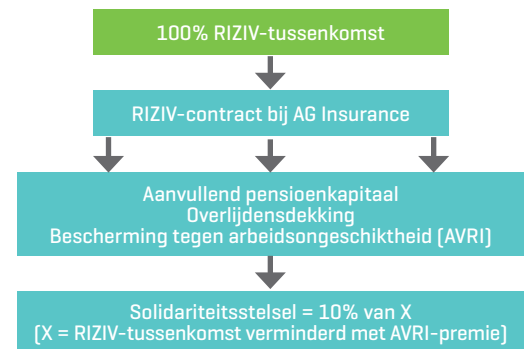 100% RIZIV-tussenkomst
RIZIV-contract bij AG Insurance
Aanvullend pensioenkapitaal
Overlijdensdekking
Bescherming tegen arbeidsongeschiktheid (AVRI)
Solidariteitsstelsel = 10% van X
(X = RIZIV-tussenkomst verminderd met AVRI-premie)